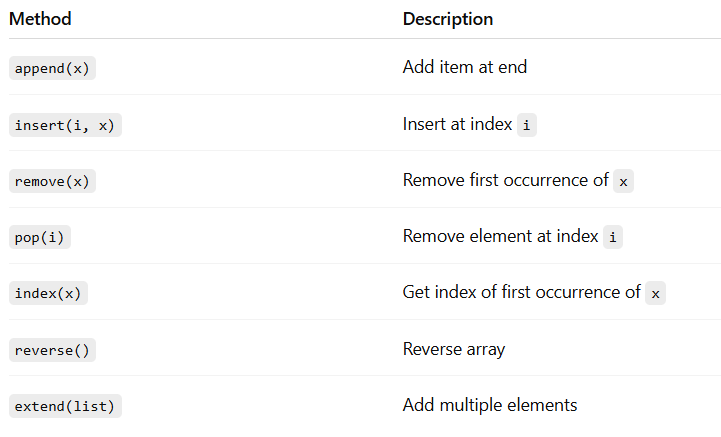 Method Description
append(x) Add item at end
insert(i, x) Insert at index i
remove(x) Remove first occurrence of x
pop(i) Remove element at index i
index(x) Get index of first occurrence of x
reverse() Reverse array
extend(list) Add multiple elements